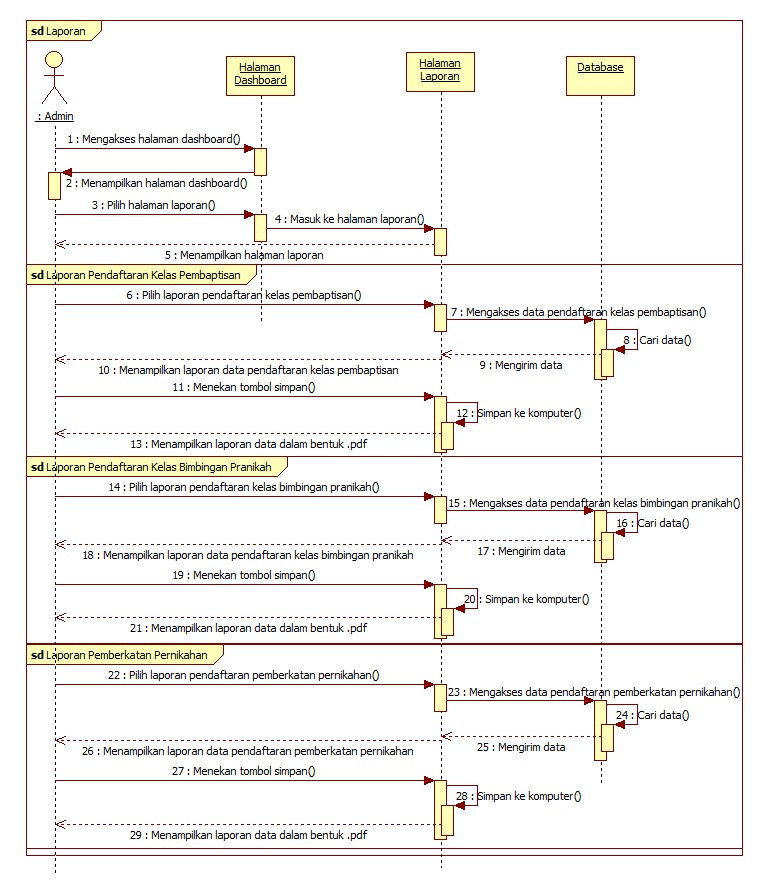 sd Laporan
Halaman
Dashboard
Halaman
Laporan
Database
: Admin
1 : Mengakses halaman dashboard()
2 : Menampilkan halaman dashboard()
3 : Pilih halaman laporan()
4 : Masuk ke halaman laporan()
5 : Menampilkan halaman laporan
sd Laporan Pendaftaran Kelas Pembaptisan
6 : Pilih laporan pendaftaran kelas pembaptisan()
7 : Mengakses data pendaftaran kelas pembaptisan()
8 : Cari data()
9 : Mengirim data
10 : Menampilkan laporan data pendaftaran kelas pembaptisan
11 : Menekan tombol simpan()
12 : Simpan ke komputer()
13 : Menampilkan laporan data dalam bentuk .pdf
sd Laporan Pendaftaran Kelas Bimbingan Pranikah
14 : Pilih laporan pendaftaran kelas bimbingan pranikah()
15 : Mengakses data pendaftaran kelas bimbingan pranikah()
16 : Cari data()
17 : Mengirim data
18 : Menampilkan laporan data pendaftaran kelas bimbingan pranikah
19 : Menekan tombol simpan()
20 : Simpan ke komputer()
21 : Menampilkan laporan data dalam bentuk .pdf
sd Laporan Pemberkatan Pernikahan
22 : Pilih laporan pendaftaran pemberkatan pernikahan()
23 : Mengakses data pendaftaran pemberkatan pernikahan()
24 : Cari data()
25 : Mengirim data
26 : Menampilkan laporan data pendaftaran pemberkatan pernikahan
27 : Menekan tombol simpan()
28 : Simpan ke komputer()
29 : Menampilkan laporan data dalam bentuk .pdf